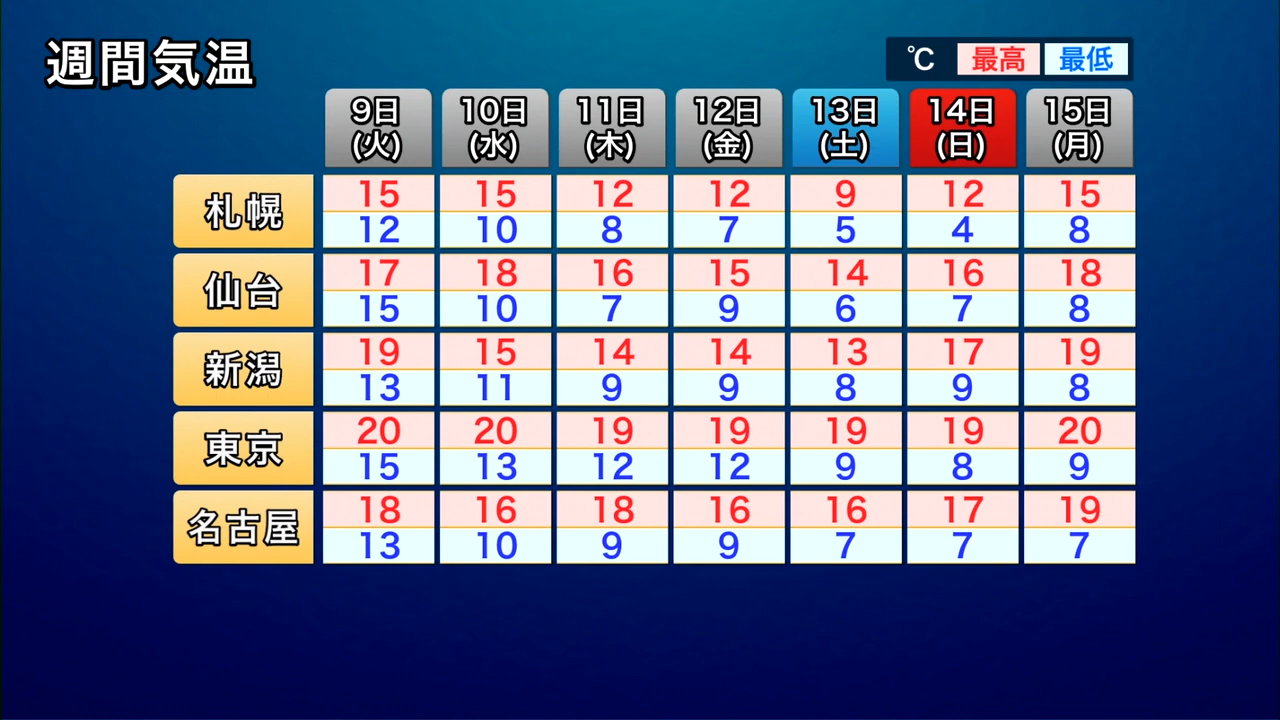 週間気温
℃ 最高 最低
9日 10日 11日 12日 13日 14日 15日
(火) (水) (木) (金) (土) (日) (月)
札幌
15 15 12 12 9 12 15
12 10 8 7 5 4 8
仙台
17 18 16 15 14 16 18
15 10 7 9 6 7 8
新潟
19 15 14 14 13 17 19
13 11 9 9 8 9 8
東京
20 20 19 19 19 19 20
15 13 12 12 9 8 9
名古屋
18 16 18 16 16 17 19
13 10 9 9 7 7 7